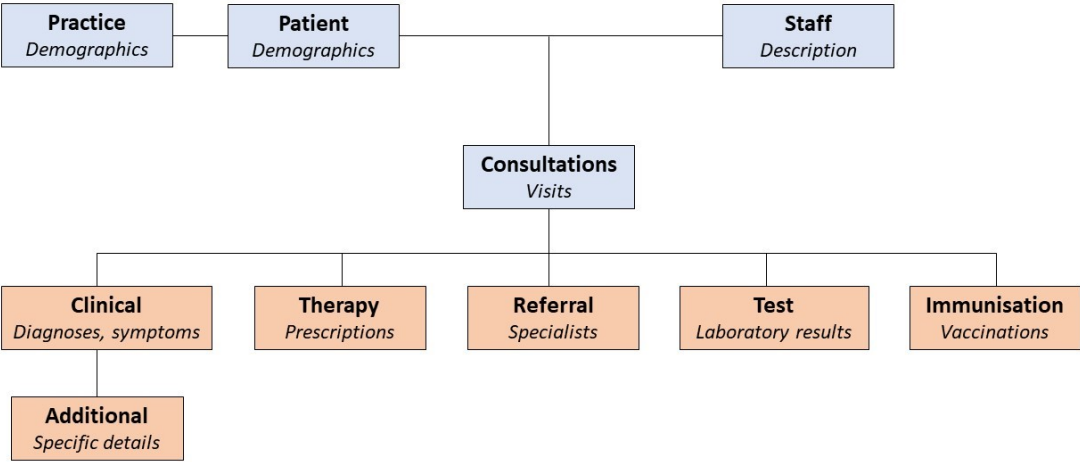 Practice
Demographics
Patient
Demographics
Staff
Description
Consultations
Visits
Clinical
Diagnoses, symptoms
Therapy
Prescriptions
Referral
Specialists
Test
Laboratory results
Immunisation
Vaccinations
Additional
Specific details